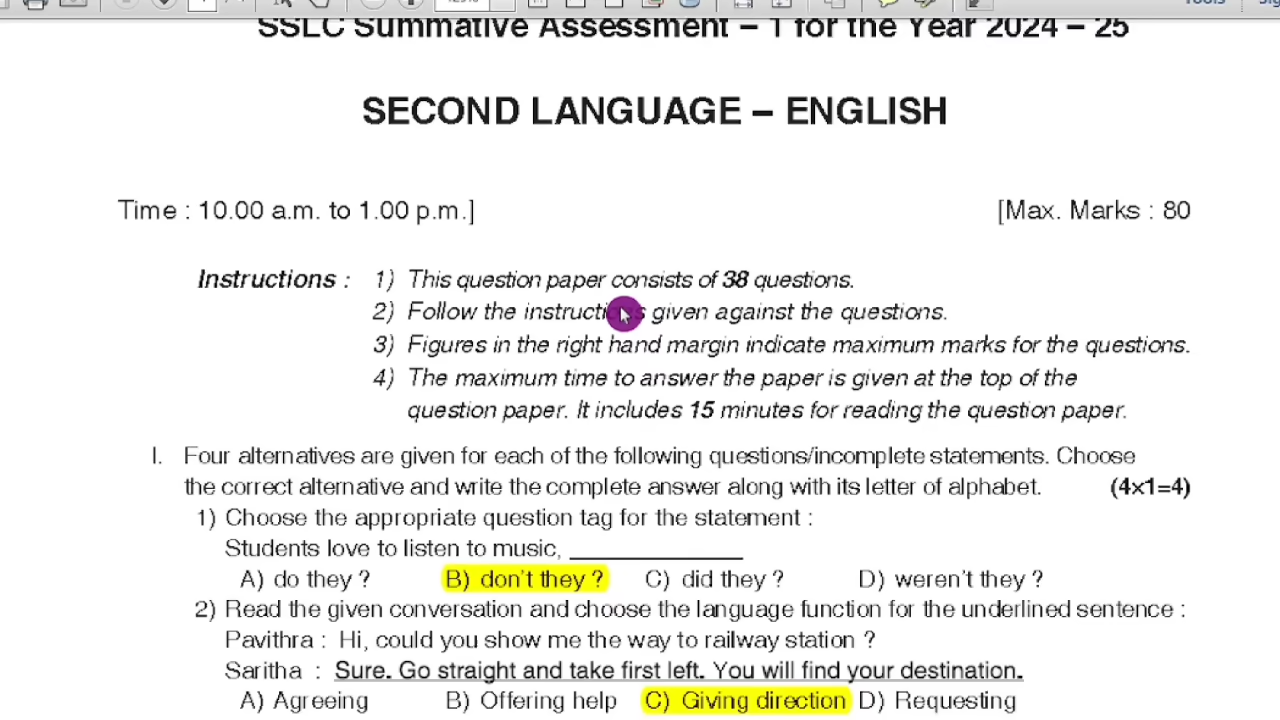 SSLC Summative Assessment – 1 for the Year 2024 – 25
SECOND LANGUAGE – ENGLISH
Time : 10.00 a.m. to 1.00 p.m.]
[Max. Marks : 80
Instructions : 1) This question paper consists of 38 questions.
2) Follow the instructions given against the questions.
3) Figures in the right hand margin indicate maximum marks for the questions.
4) The maximum time to answer the paper is given at the top of the
question paper. It includes 15 minutes for reading the question paper.
I. Four alternatives are given for each of the following questions/incomplete statements. Choose
the correct alternative and write the complete answer along with its letter of alphabet. (4×1=4)
1) Choose the appropriate question tag for the statement :
Students love to listen to music, ______________
A) do they ? B) don't they ? C) did they ? D) weren't they ?
2) Read the given conversation and choose the language function for the underlined sentence :
Pavithra : Hi, could you show me the way to railway station ?
Saritha : Sure. Go straight and take first left. You will find your destination.
A) Agreeing B) Offering help C) Giving direction D) Requesting